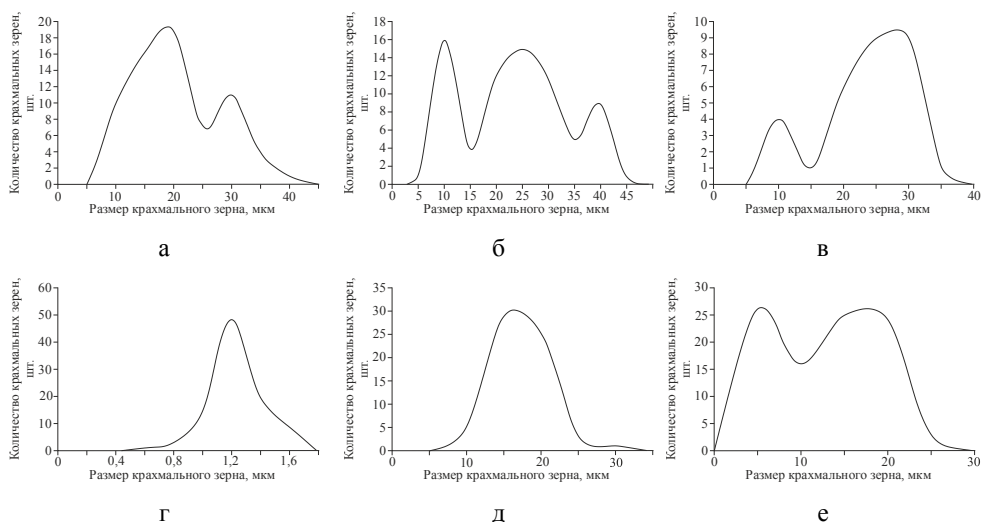 Количество крахмальных зерен,
шт.
20
18
16
14
12
10
8
6
4
2
0
0 10 20 30 40
Размер крахмального зерна, мкм
а
Количество крахмальных зерен,
шт.
18
16
14
12
10
8
6
4
2
0
0 5 10 15 20 25 30 35 40 45
Размер крахмального зерна, мкм
б
Количество крахмальных зерен,
шт.
10
9
8
7
6
5
4
3
2
1
0
0 10 20 30 40
Размер крахмального зерна, мкм
в
Количество крахмальных зерен,
шт.
60
50
40
30
20
10
0
0 0,4 0,8 1,2 1,6
Размер крахмального зерна, мкм
г
Количество крахмальных зерен,
шт.
35
30
25
20
15
10
5
0
0 10 20 30
Размер крахмального зерна, мкм
д
Количество крахмальных зерен,
шт.
30
25
20
15
10
5
0
0 10 20 30
Размер крахмального зерна, мкм
е